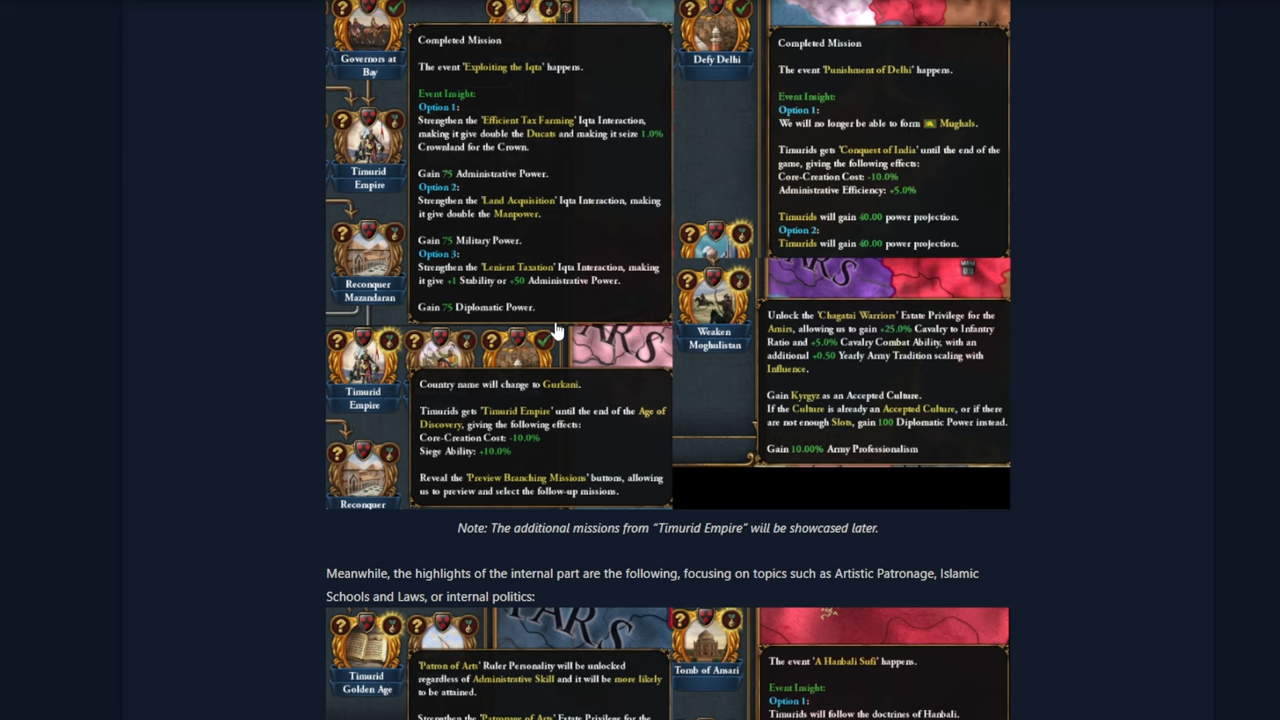 Governors at
Bay
Timurid
Empire
Reconquer
Mazandaran
Completed Mission
The event 'Exploiting the Iqta' happens.
Event Insight:
Option 1:
Strengthen the 'Efficient Tax Farming' Iqta Interaction,
making it give double the Ducats and making it seize 1.0%
Crownland for the Crown.
Gain 75 Administrative Power.
Option 2:
Strengthen the 'Land Acquisition' Iqta Interaction, making
it give double the Manpower.
Gain 75 Military Power.
Option 3:
Strengthen the 'Lenient Taxation' Iqta Interaction, making
it give +1 Stability or +50 Administrative Power.
Gain 75 Diplomatic Power.
Defy Delhi
Completed Mission
The event 'Punishment of Delhi' happens.
Event Insight:
Option 1:
We will no longer be able to form Mughals.
Timurids gets 'Conquest of India' until the end of the
game, giving the following effects:
Core-Creation Cost: -10.0%
Administrative Efficiency: +5.0%
Timurids will gain 40.00 power projection.
Option 2:
Timurids will gain 40.00 power projection.
Timurid
Empire
Reconquer
Country name will change to Gurkani.
Timurids gets 'Timurid Empire' until the end of the Age of
Discovery, giving the following effects:
Core-Creation Cost: -10.0%
Siege Ability: +10.0%
Reveal the 'Preview Branching Missions' buttons, allowing
us to preview and select the follow-up missions.
Weaken
Moghulistan
Unlock the 'Chagatai Warriors' Estate Privilege for the
Amirs, allowing us to gain +25.0% Cavalry to Infantry
Ratio and +5.0% Cavalry Combat Ability, with an
additional +0.50 Yearly Army Tradition scaling with
Influence.
Gain Kyrgyz as an Accepted Culture.
If the Culture is already an Accepted Culture, or if there
are not enough Slots, gain 100 Diplomatic Power instead.
Gain 10.00% Army Professionalism
Note: The additional missions from “Timurid Empire” will be showcased later.
Meanwhile, the highlights of the internal part are the following, focusing on topics such as Artistic Patronage, Islamic
Schools and Laws, or internal politics:
Timurid
Golden Age
'Patron of Arts' Ruler Personality will be unlocked
regardless of Administrative Skill and it will be more likely
to be attained.
Strengthen the 'Patronage of Arts' Estate Privilege for the
Tomb of Ansari
The event 'A Hanbali Sufi' happens.
Event Insight:
Option 1:
Timurids will follow the doctrines of Hanbali.